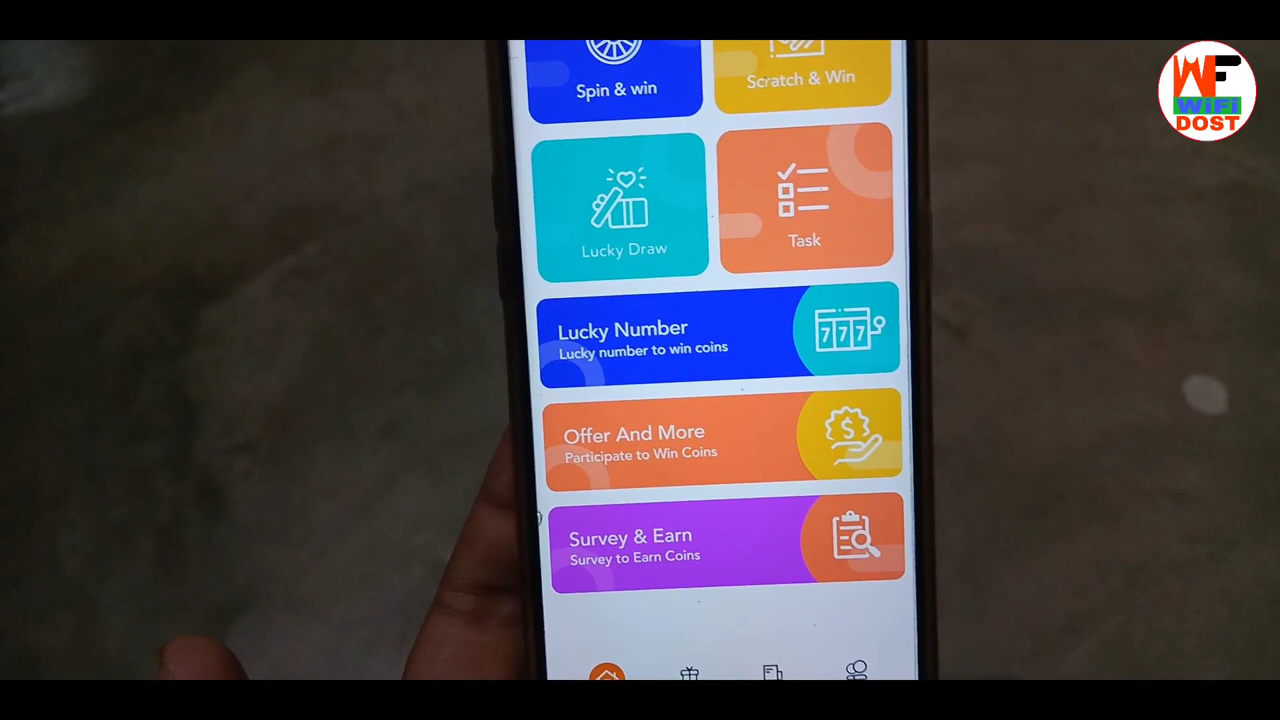 WF
WiFi
DOST
Spin & win
Scratch & Win
Lucky Draw
Task
Lucky Number
Lucky number to win coins
777
Offer And More
Participate to Win Coins
$
Survey & Earn
Survey to Earn Coins